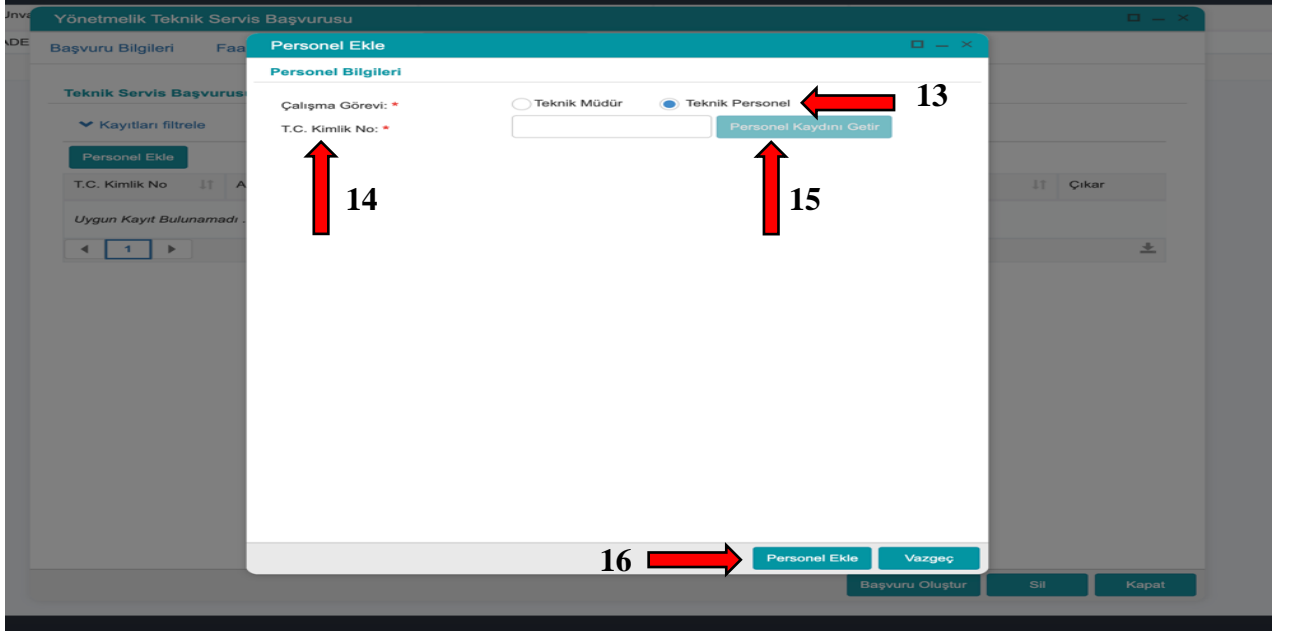 Ünva
Yönetmelik Teknik Servis Başvurusu
Başvuru Bilgileri Faa
Personel Ekle
Personel Bilgileri
Teknik Servis Başvurus
Çalışma Görevi: * Teknik Müdür Teknik Personel 13
Kayıtları filtrele
T.C. Kimlik No: * Personel Kaydını Getir
Personel Ekle
T.C. Kimlik No A Çıkar
14 15
Uygun Kayıt Bulunamadı .
1
16 Personel Ekle Vazgeç
Başvuru Oluştur Sil Kapat